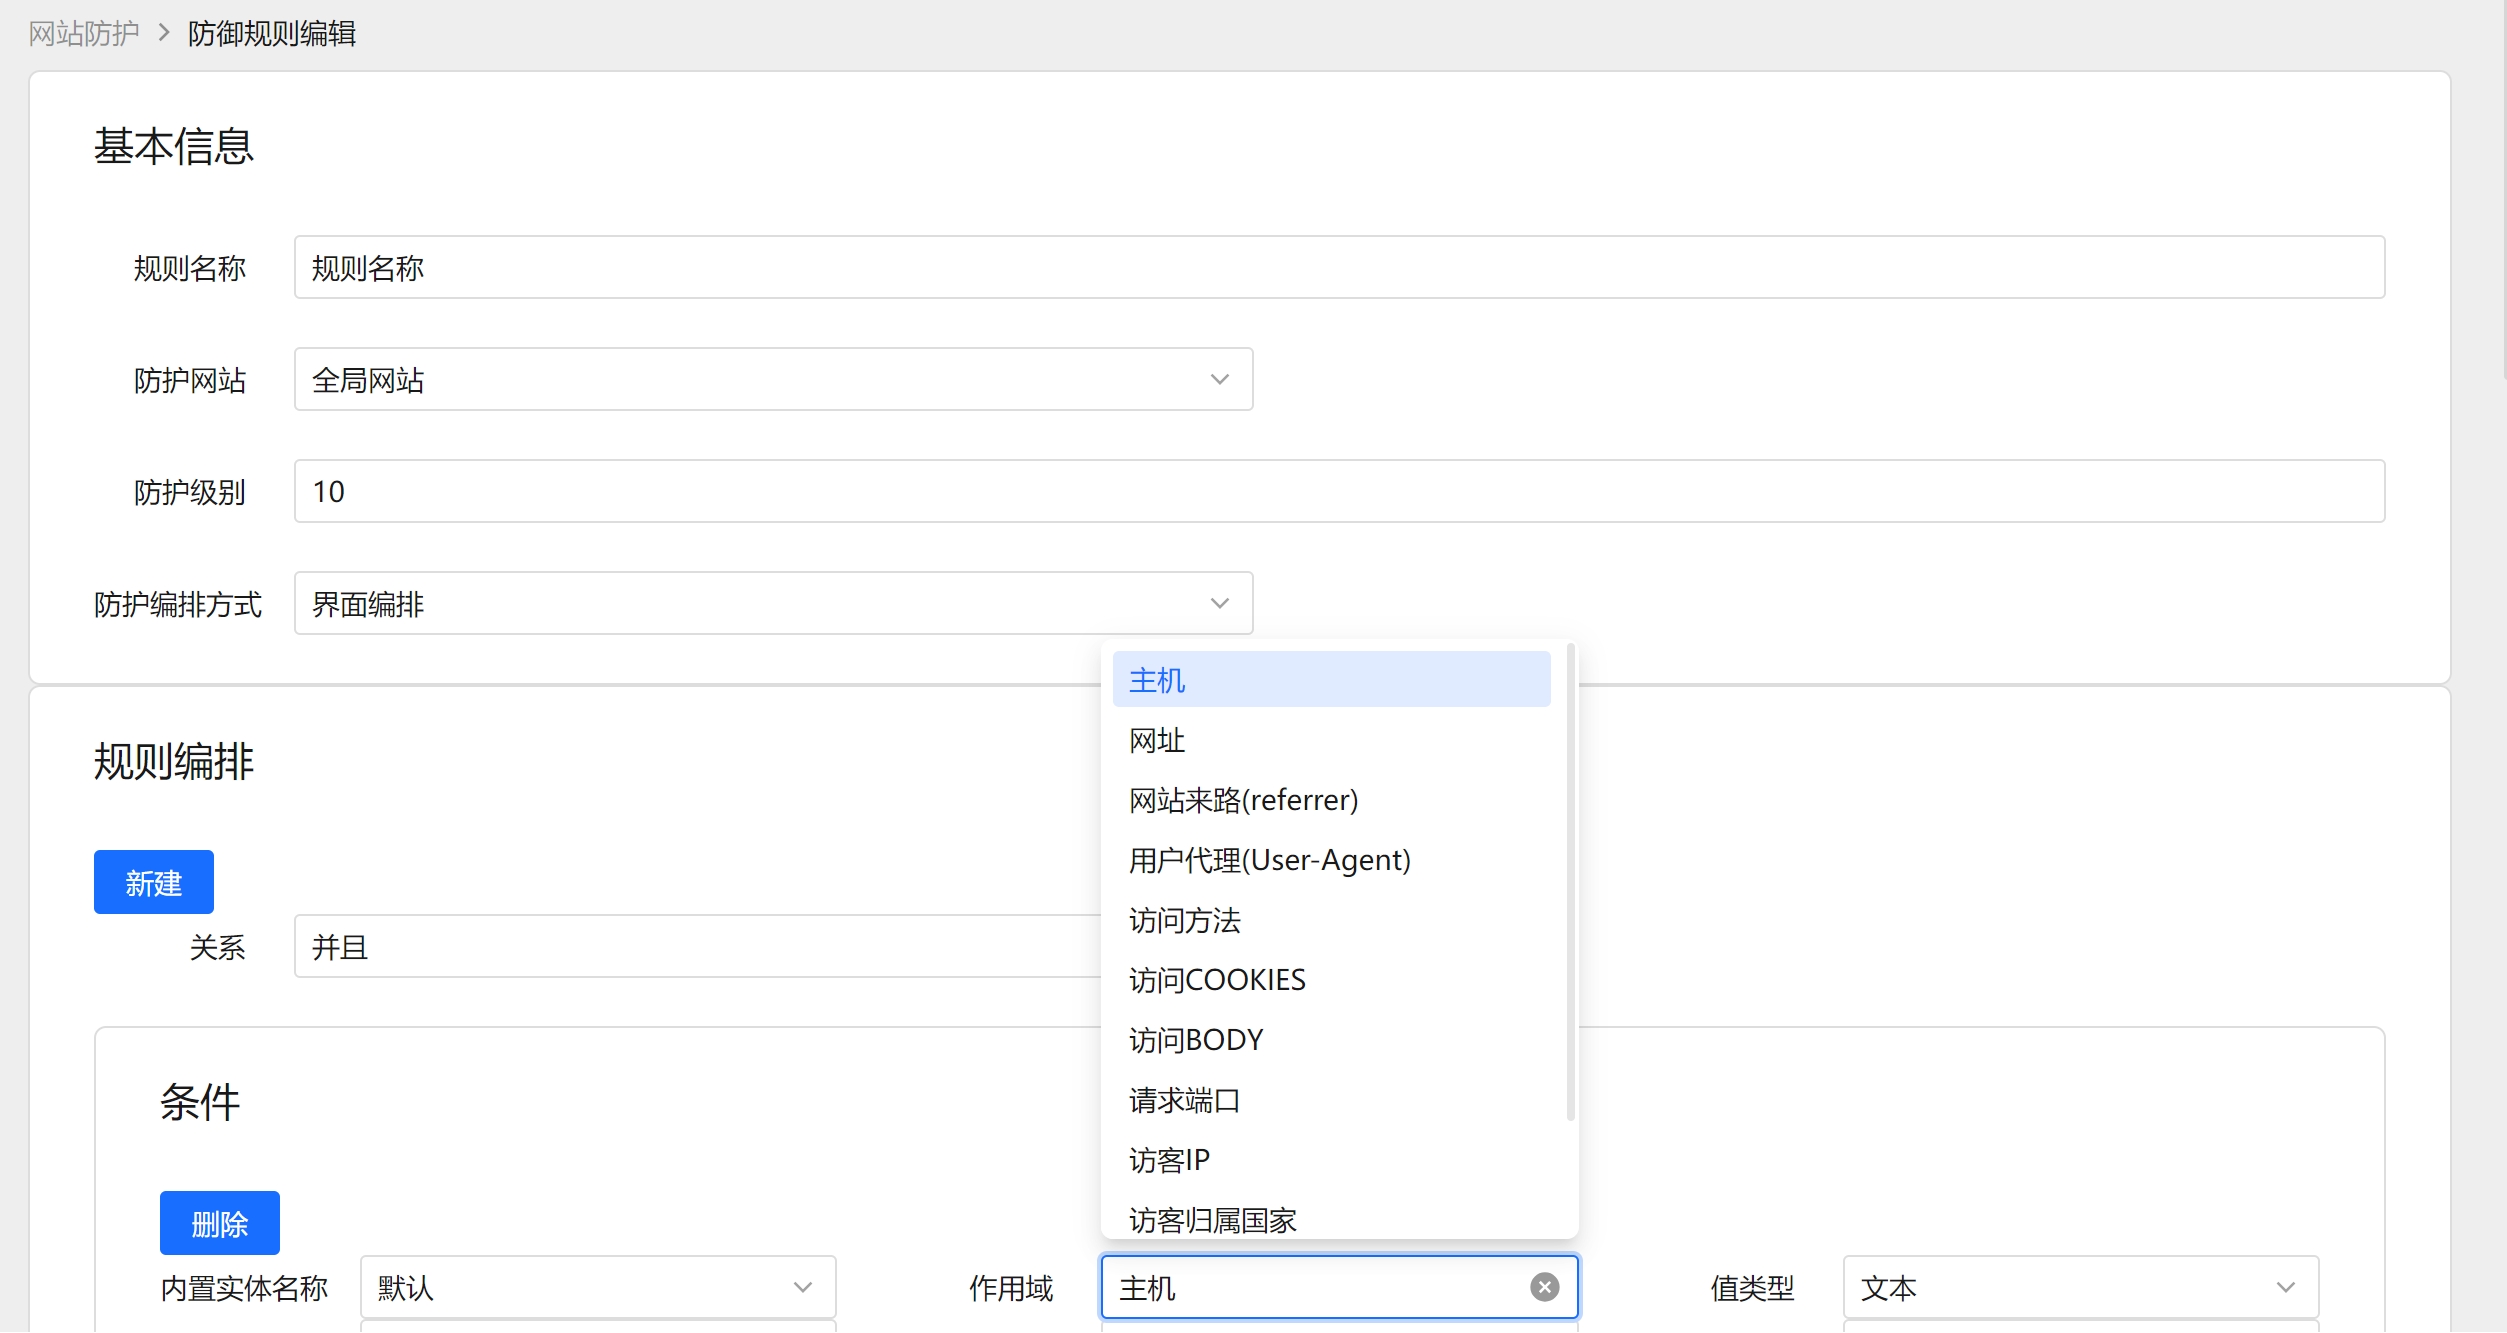 网站防护 > 防御规则编辑
基本信息
规则名称 规则名称
防护网站 全局网站
防护级别 10
防护编排方式 界面编排
规则编排
新建
关系 并且
主机
网址
网站来路(referrer)
用户代理(User-Agent)
访问方法
访问COOKIES
访问BODY
请求端口
访客IP
访客归属国家
条件
删除
内置实体名称 默认 作用域 主机 值类型 文本